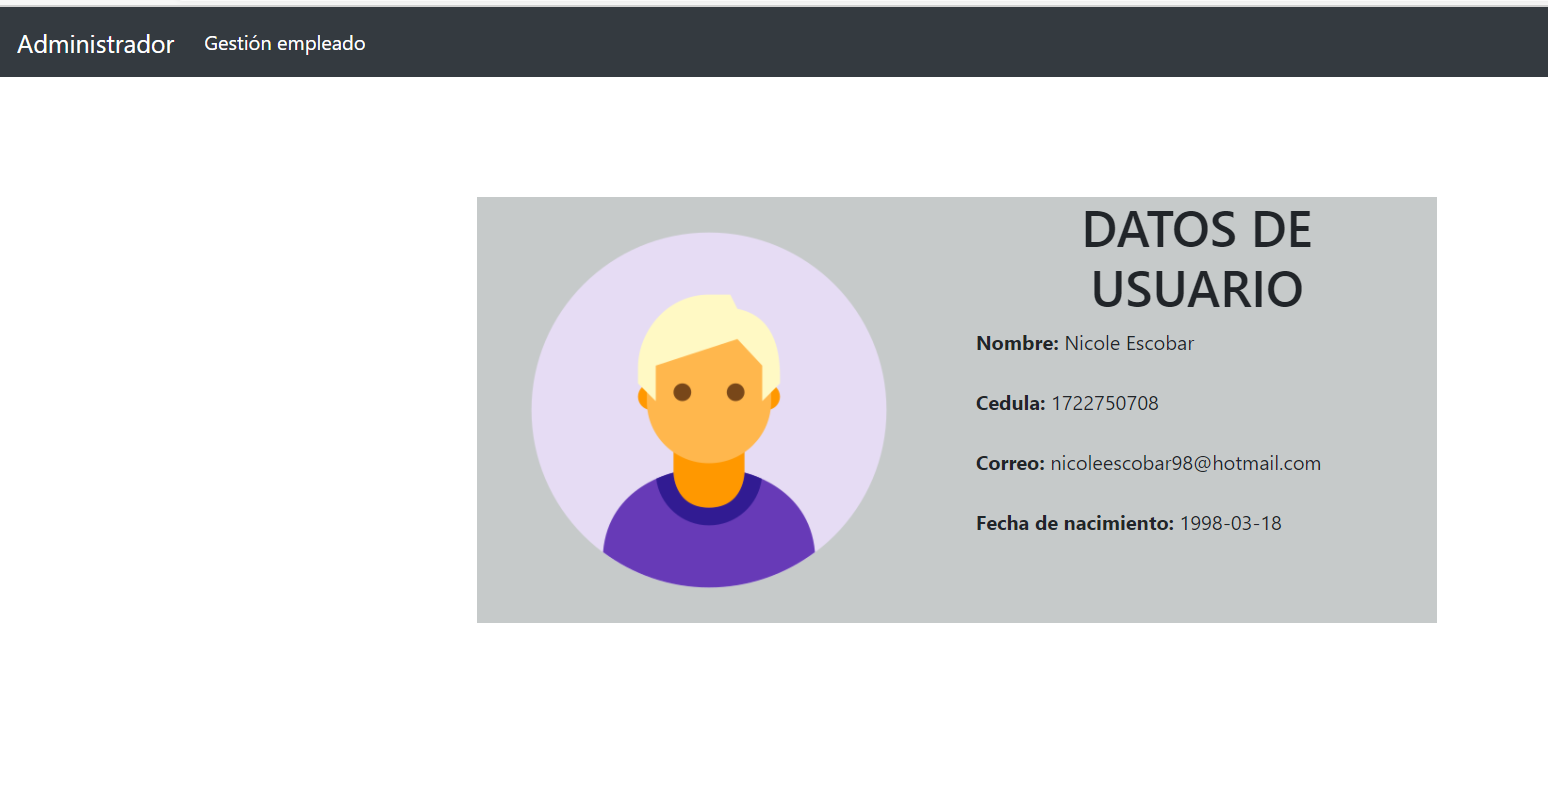 Administrador Gestión empleado
DATOS DE
USUARIO
Nombre: Nicole Escobar
Cedula: 1722750708
Correo: nicoleescobar98@hotmail.com
Fecha de nacimiento: 1998-03-18